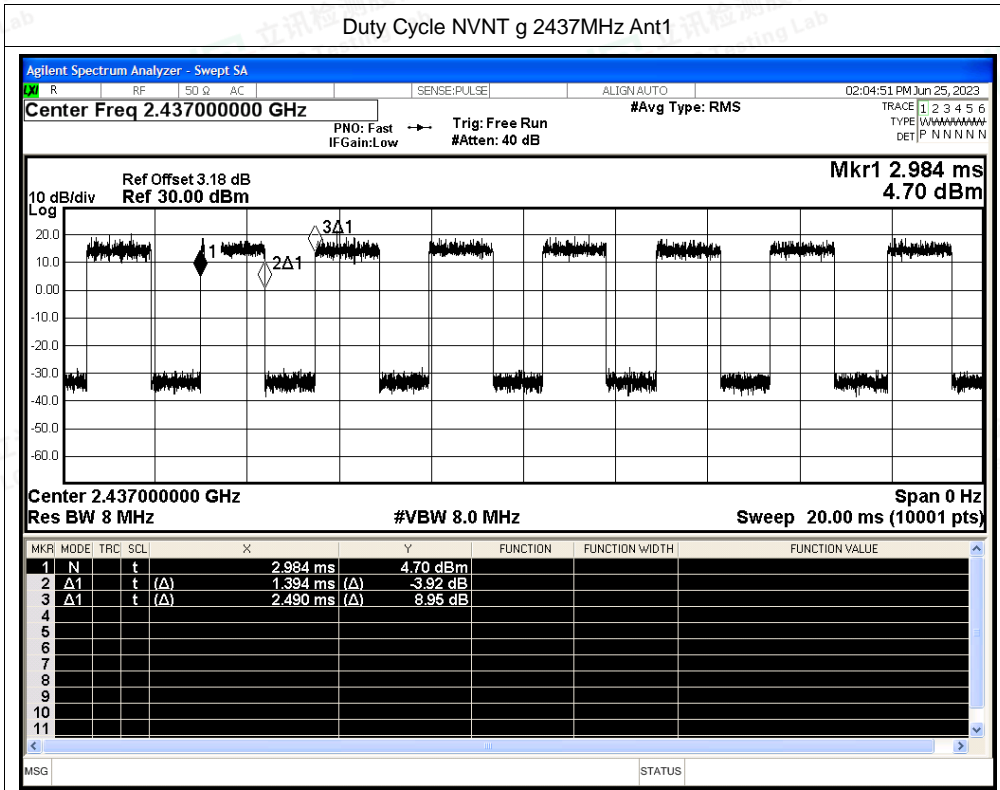 Duty Cycle NVNT g 2437MHz Ant1
Agilent Spectrum Analyzer - Swept SA
LXI R RF 50 Ω AC SENSE:PULSE ALIGN AUTO 02:04:51 PM Jun 25, 2023
Center Freq 2.437000000 GHz #Avg Type: RMS TRACE 1 2 3 4 5 6
PNO: Fast Trig: Free Run TYPE WWWWWW
IFGain:Low #Atten: 40 dB DET P N N N N N
Mkr1 2.984 ms
Ref Offset 3.18 dB
10 dB/div Ref 30.00 dBm 4.70 dBm
Log
20.0
10.0
0.00
-10.0
-20.0
-30.0
-40.0
-50.0
-60.0
1
2Δ1
3Δ1
Center 2.437000000 GHz Span 0 Hz
Res BW 8 MHz #VBW 8.0 MHz Sweep 20.00 ms (10001 pts)
MKR MODE TRC SCL X Y FUNCTION FUNCTION WIDTH FUNCTION VALUE
1 N t 2.984 ms 4.70 dBm
2 Δ1 t (Δ) 1.394 ms (Δ) -3.92 dB
3 Δ1 t (Δ) 2.490 ms (Δ) 8.95 dB
4
5
6
7
8
9
10
11
MSG STATUS